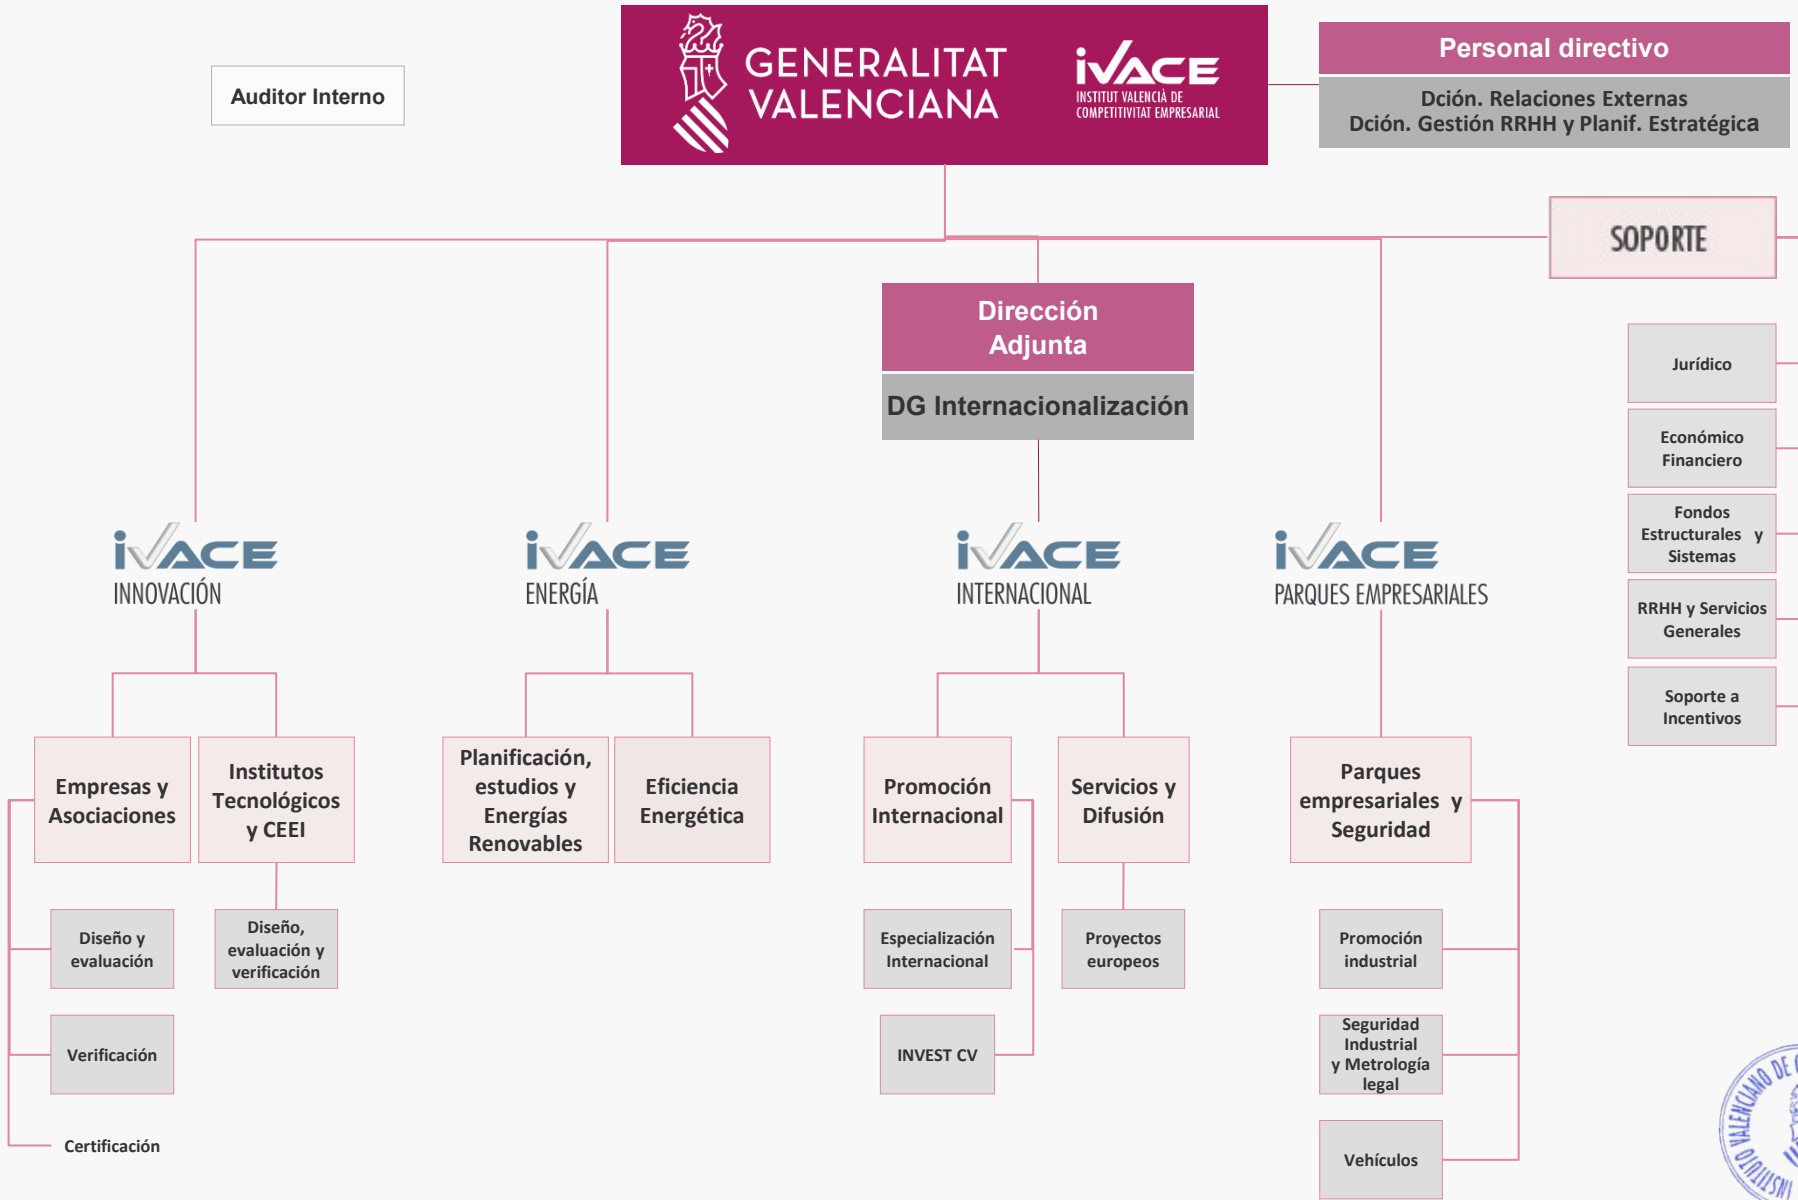 Auditor Interno
GENERALITAT
VALENCIANA
iVACE
INSTITUT VALENCIÀ DE
COMPETITIVITAT EMPRESARIAL
Personal directivo
Dción. Relaciones Externas
Dción. Gestión RRHH y Planif. Estratégica
SOPORTE
Dirección
Adjunta
DG Internacionalización
Jurídico
Económico
Financiero
Fondos
Estructurales y
Sistemas
RRHH y Servicios
Generales
Soporte a
Incentivos
iVACE
INNOVACIÓN
iVACE
ENERGÍA
iVACE
INTERNACIONAL
iVACE
PARQUES EMPRESARIALES
Empresas y
Asociaciones
Institutos
Tecnológicos
y CEEI
Planificación,
estudios y
Energías
Renovables
Eficiencia
Energética
Promoción
Internacional
Servicios y
Difusión
Parques
empresariales y
Seguridad
Diseño y
evaluación
Diseño,
evaluación y
verificación
Especialización
Internacional
Proyectos
europeos
Promoción
industrial
Verificación
INVEST CV
Seguridad
Industrial
y Metrología
legal
Certificación
Vehículos
VALENCIANO DE